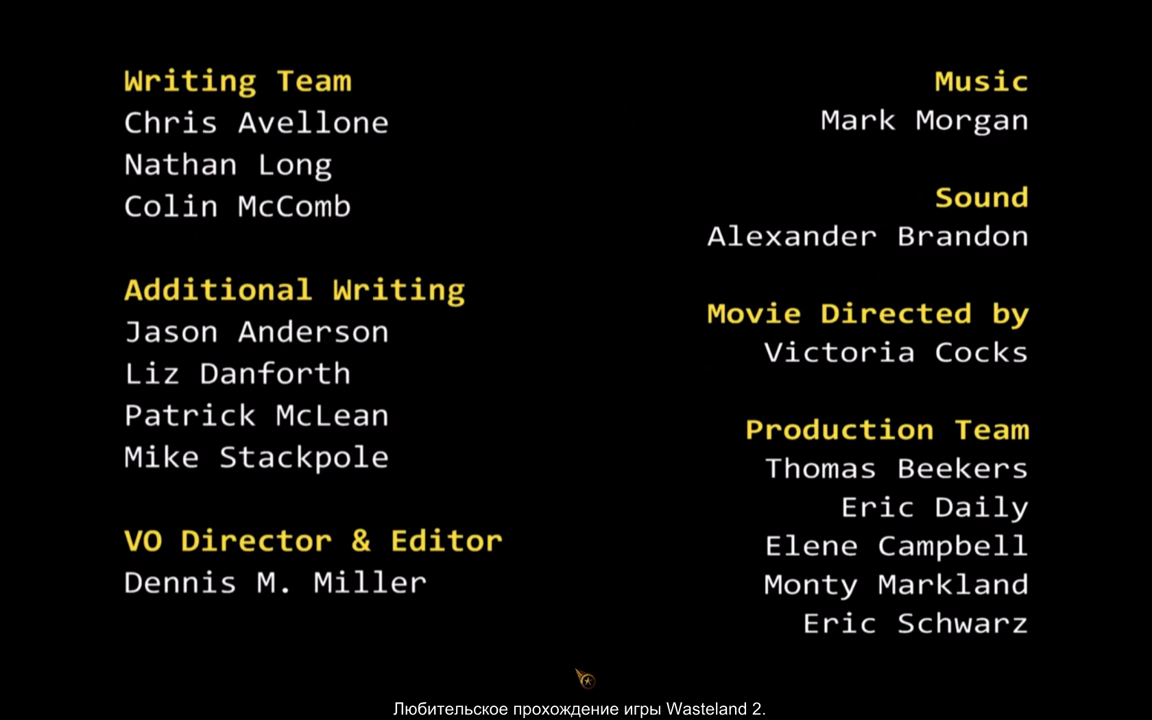 Writing Team
Chris Avellone
Nathan Long
Colin McComb
Additional Writing
Jason Anderson
Liz Danforth
Patrick McLean
Mike Stackpole
VO Director & Editor
Dennis M. Miller
Music
Mark Morgan
Sound
Alexander Brandon
Movie Directed by
Victoria Cocks
Production Team
Thomas Beekers
Eric Daily
Elene Campbell
Monty Markland
Eric Schwarz
Любительское прохождение игры Wasteland 2.